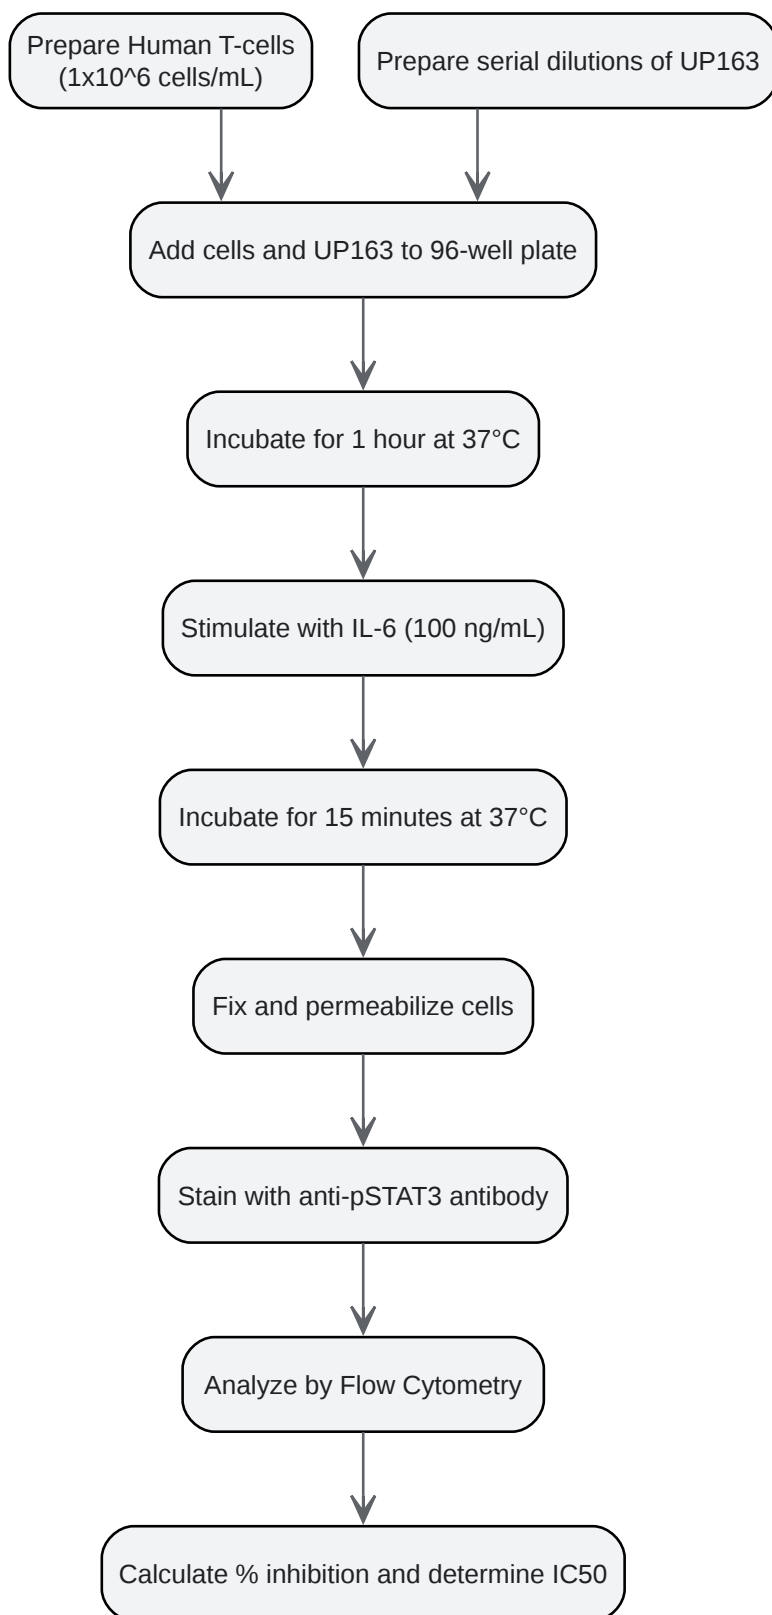 Prepare Human T-cells
(1x10^6 cells/mL)
Prepare serial dilutions of UP163
Add cells and UP163 to 96-well plate
Incubate for 1 hour at 37°C
Stimulate with IL-6 (100 ng/mL)
Incubate for 15 minutes at 37°C
Fix and permeabilize cells
Stain with anti-pSTAT3 antibody
Analyze by Flow Cytometry
Calculate % inhibition and determine IC50